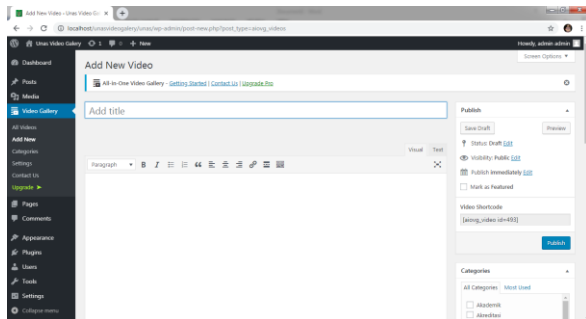 Add New Video - Unas Video Ga
localhost/unasvideogalery/unas/wp-admin/post-new.php?post_type=aiovg_videos
Unas Video Galery
1
0
+ New
Howdy, admin admin
Screen Options ▼
Dashboard
Posts
Media
Video Gallery
All Videos
Add New
Categories
Settings
Contact Us
Upgrade ➤
Pages
Comments
Appearance
Plugins
Users
Tools
Settings
Collapse menu
Add New Video
All-in-One Video Gallery - Getting Started | Contact Us | Upgrade Pro
Add title
Visual Text
Paragraph
B I
Publish
Save Draft Preview
Status: Draft Edit
Visibility: Public Edit
Publish immediately Edit
Mark as Featured
Video Shortcode
[aiovg_video id=493]
Publish
Categories
All Categories Most Used
Akademik
Akreditasi